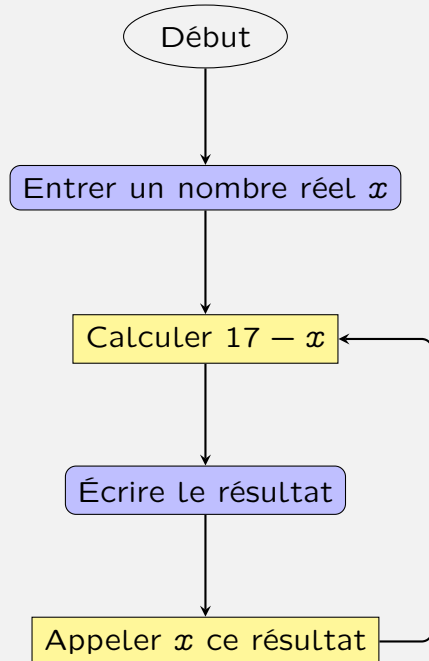 Début
Entrer un nombre réel x
Calculer 17 − x
Écrire le résultat
Appeler x ce résultat